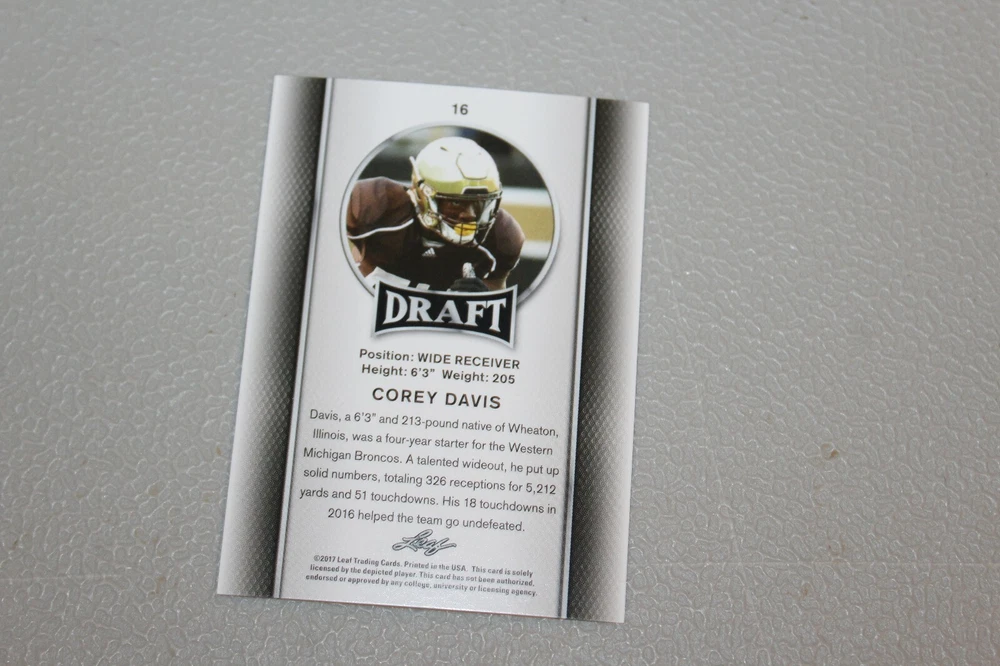 16
DRAFT
Position: WIDE RECEIVER
Height: 6'3" Weight: 205
COREY DAVIS
Davis, a 6'3" and 213-pound native of Wheaton,
Illinois, was a four-year starter for the Western
Michigan Broncos. A talented wideout, he put up
solid numbers, totaling 326 receptions for 5,212
yards and 51 touchdowns. His 18 touchdowns in
2016 helped the team go undefeated.
Leaf
©2017 Leaf Trading Cards. Printed in the USA. This card is solely
licensed by the depicted player. This card has not been authorized,
endorsed or approved by any college, university or licensing agency.